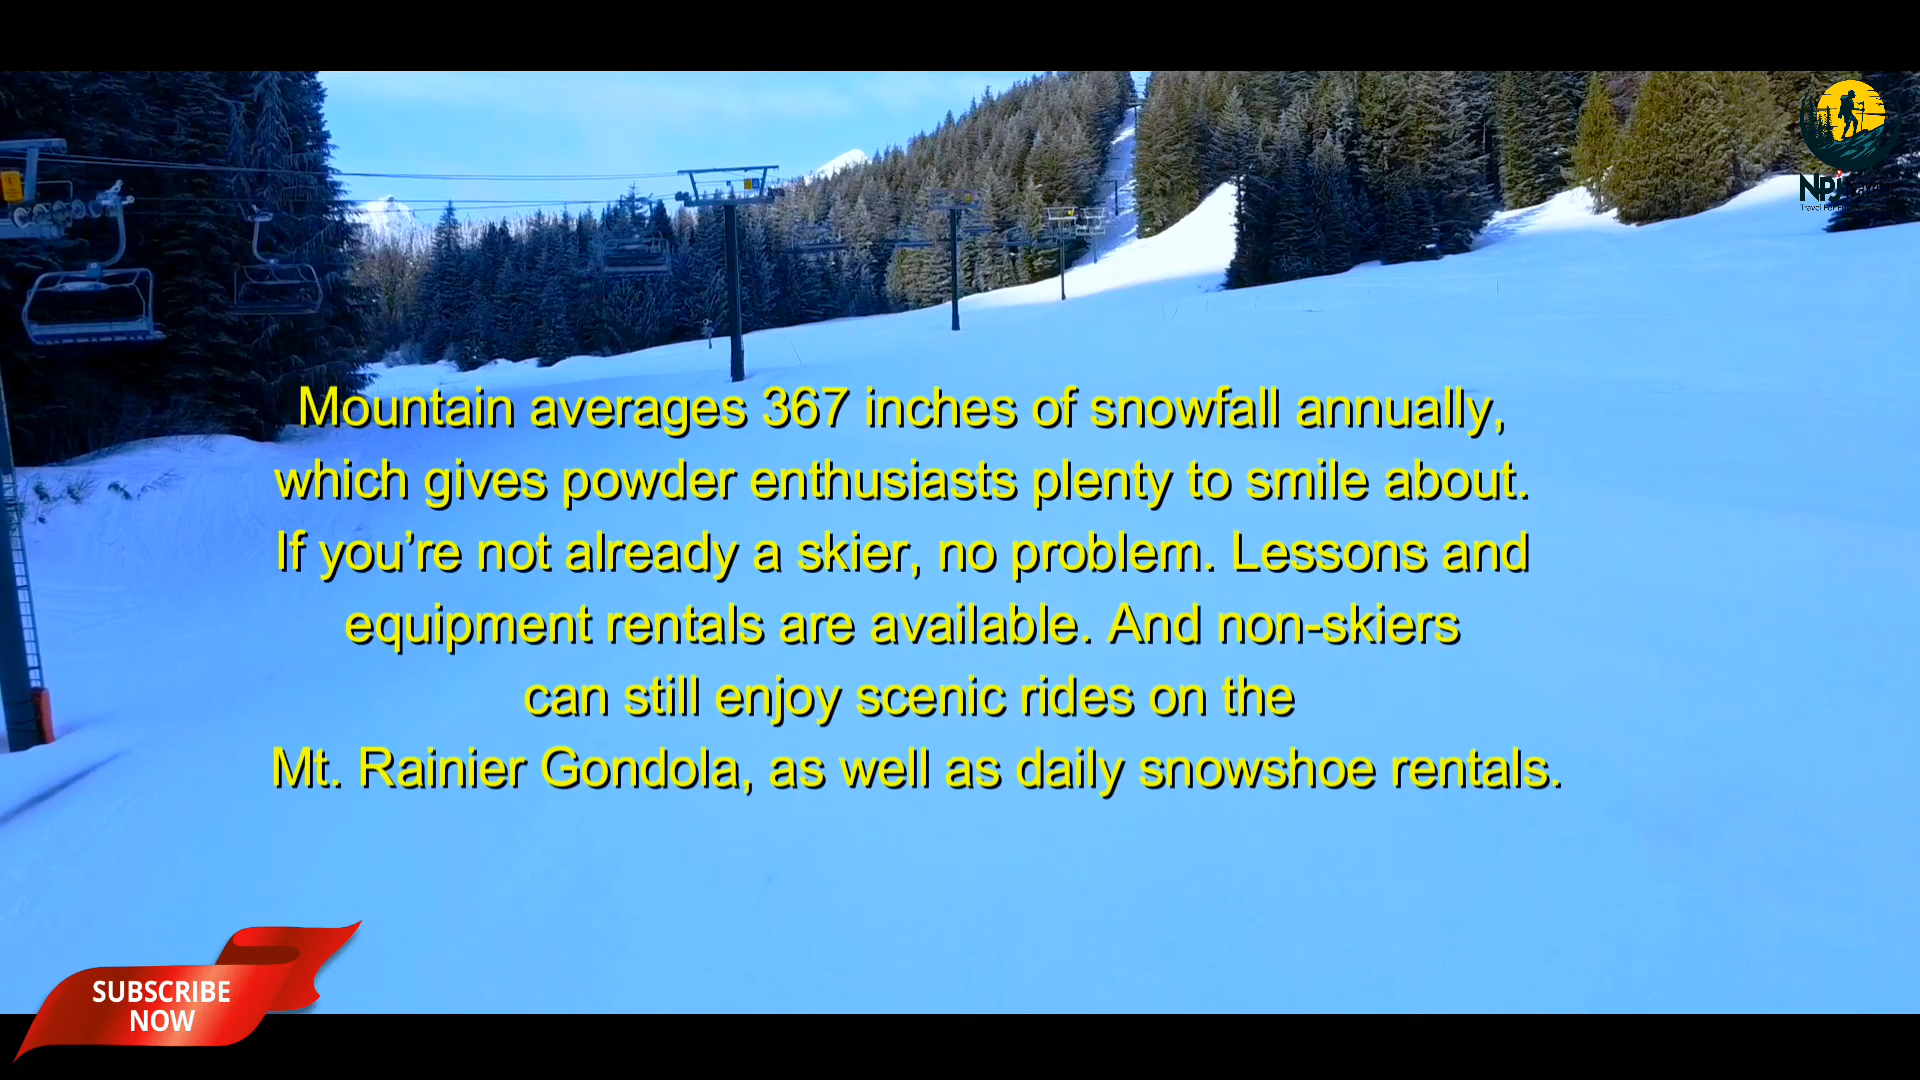 NPJ
Mountain averages 367 inches of snowfall annually,
which gives powder enthusiasts plenty to smile about.
If you’re not already a skier, no problem. Lessons and
equipment rentals are available. And non-skiers
can still enjoy scenic rides on the
Mt. Rainier Gondola, as well as daily snowshoe rentals.
SUBSCRIBE
NOW